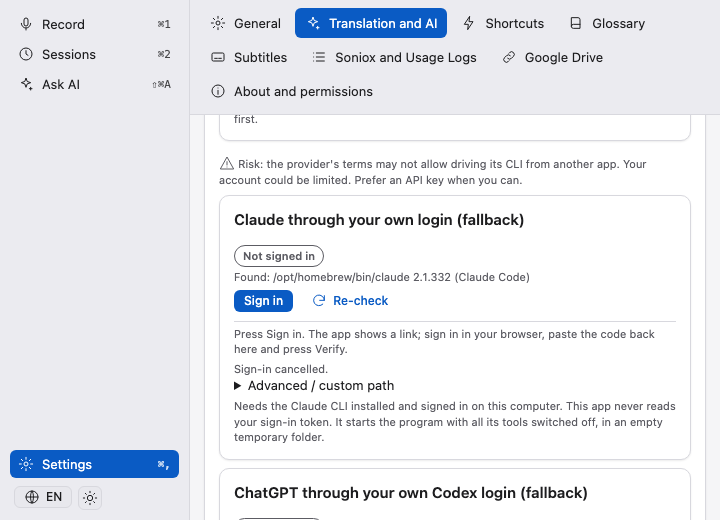 Record ⌘1
Sessions ⌘2
Ask AI ⇧⌘A
General Translation and AI Shortcuts Glossary
Subtitles Soniox and Usage Logs Google Drive
About and permissions
first.
Risk: the provider's terms may not allow driving its CLI from another app. Your
account could be limited. Prefer an API key when you can.
Claude through your own login (fallback)
Not signed in
Found: /opt/homebrew/bin/claude 2.1.332 (Claude Code)
Sign in Re-check
Press Sign in. The app shows a link; sign in in your browser, paste the code back
here and press Verify.
Sign-in cancelled.
Advanced / custom path
Needs the Claude CLI installed and signed in on this computer. This app never reads
your sign-in token. It starts the program with all its tools switched off, in an empty
temporary folder.
ChatGPT through your own Codex login (fallback)
Settings ⌘,
EN